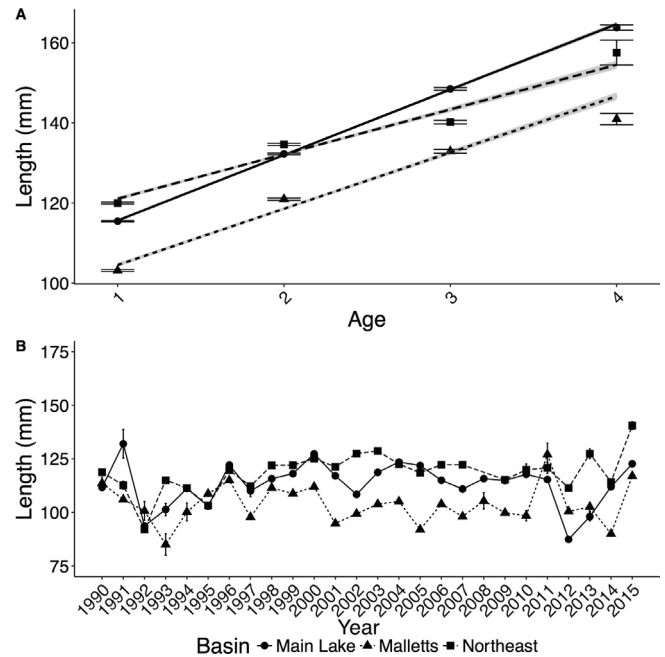 A
Length (mm)
160
140
120
100
1 2 3 4
Age
B
Length (mm)
175
150
125
100
75
1990 1991 1992 1993 1994 1995 1996 1997 1998 1999 2000 2001 2002 2003 2004 2005 2006 2007 2008 2009 2010 2011 2012 2013 2014 2015
Year
Basin Main Lake Malletts Northeast